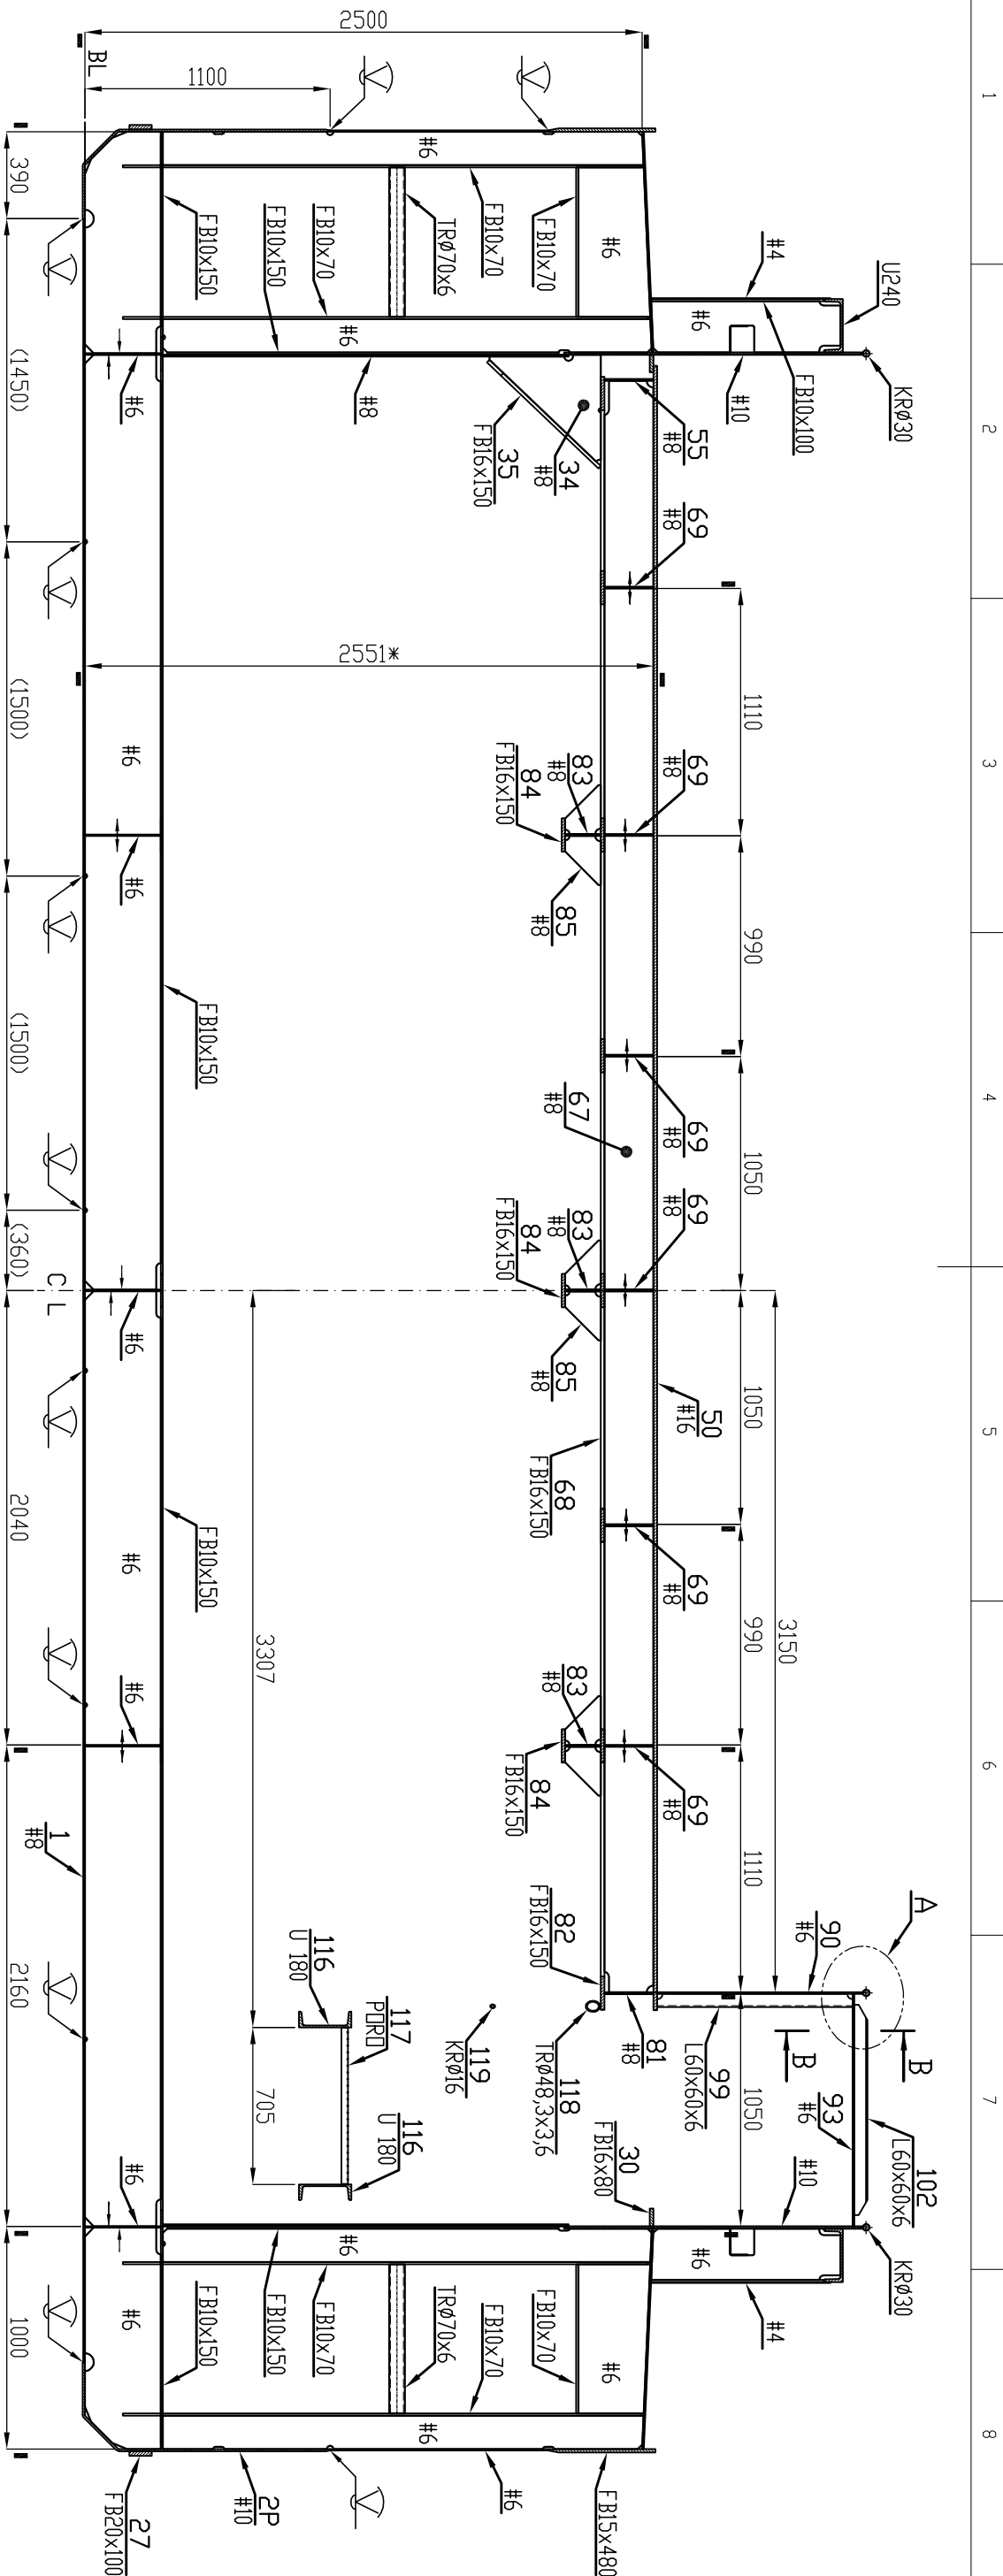 1 2 3 4 5 6 7 8
A
B
U240
KRØ30
90
#6
102
L60x60x6
KRØ30
93
#6
B
#4
FB10x100
#6
#10
3150
99
L60x60x6
#10
#6
#4
1110
990
1050
1050
990
1110
1050
55
#8
69
#8
69
#8
69
#8
69
#8
50
#16
69
#8
69
#8
81
#8
30
FB16x80
2500
#6
#6
FB10x70
34
#8
67
#8
82
FB16x150
118
TRØ48,3x3,6
FB10x70
#6
FB15x480
FB10x70
TRØ70x6
35
FB16x150
83
#8
84
FB16x150
85
#8
83
#8
84
FB16x150
85
#8
68
FB16x150
83
#8
84
FB16x150
119
KRØ16
FB10x70
TRØ70x6
#6
#6
2551*
1100
#6
FB10x70
FB10x150
#8
116
U 180
117
PORO
116
U 180
#6
FB10x70
FB10x150
2P
#10
3307
705
FB10x150
FB10x150
FB10x150
FB10x150
#6
#6
#6
#6
#6
#6
#6
#6
27
FB20x100
BL
C L
1
#8
390
(1450)
(1500)
(1500)
(360)
2040
2160
1000